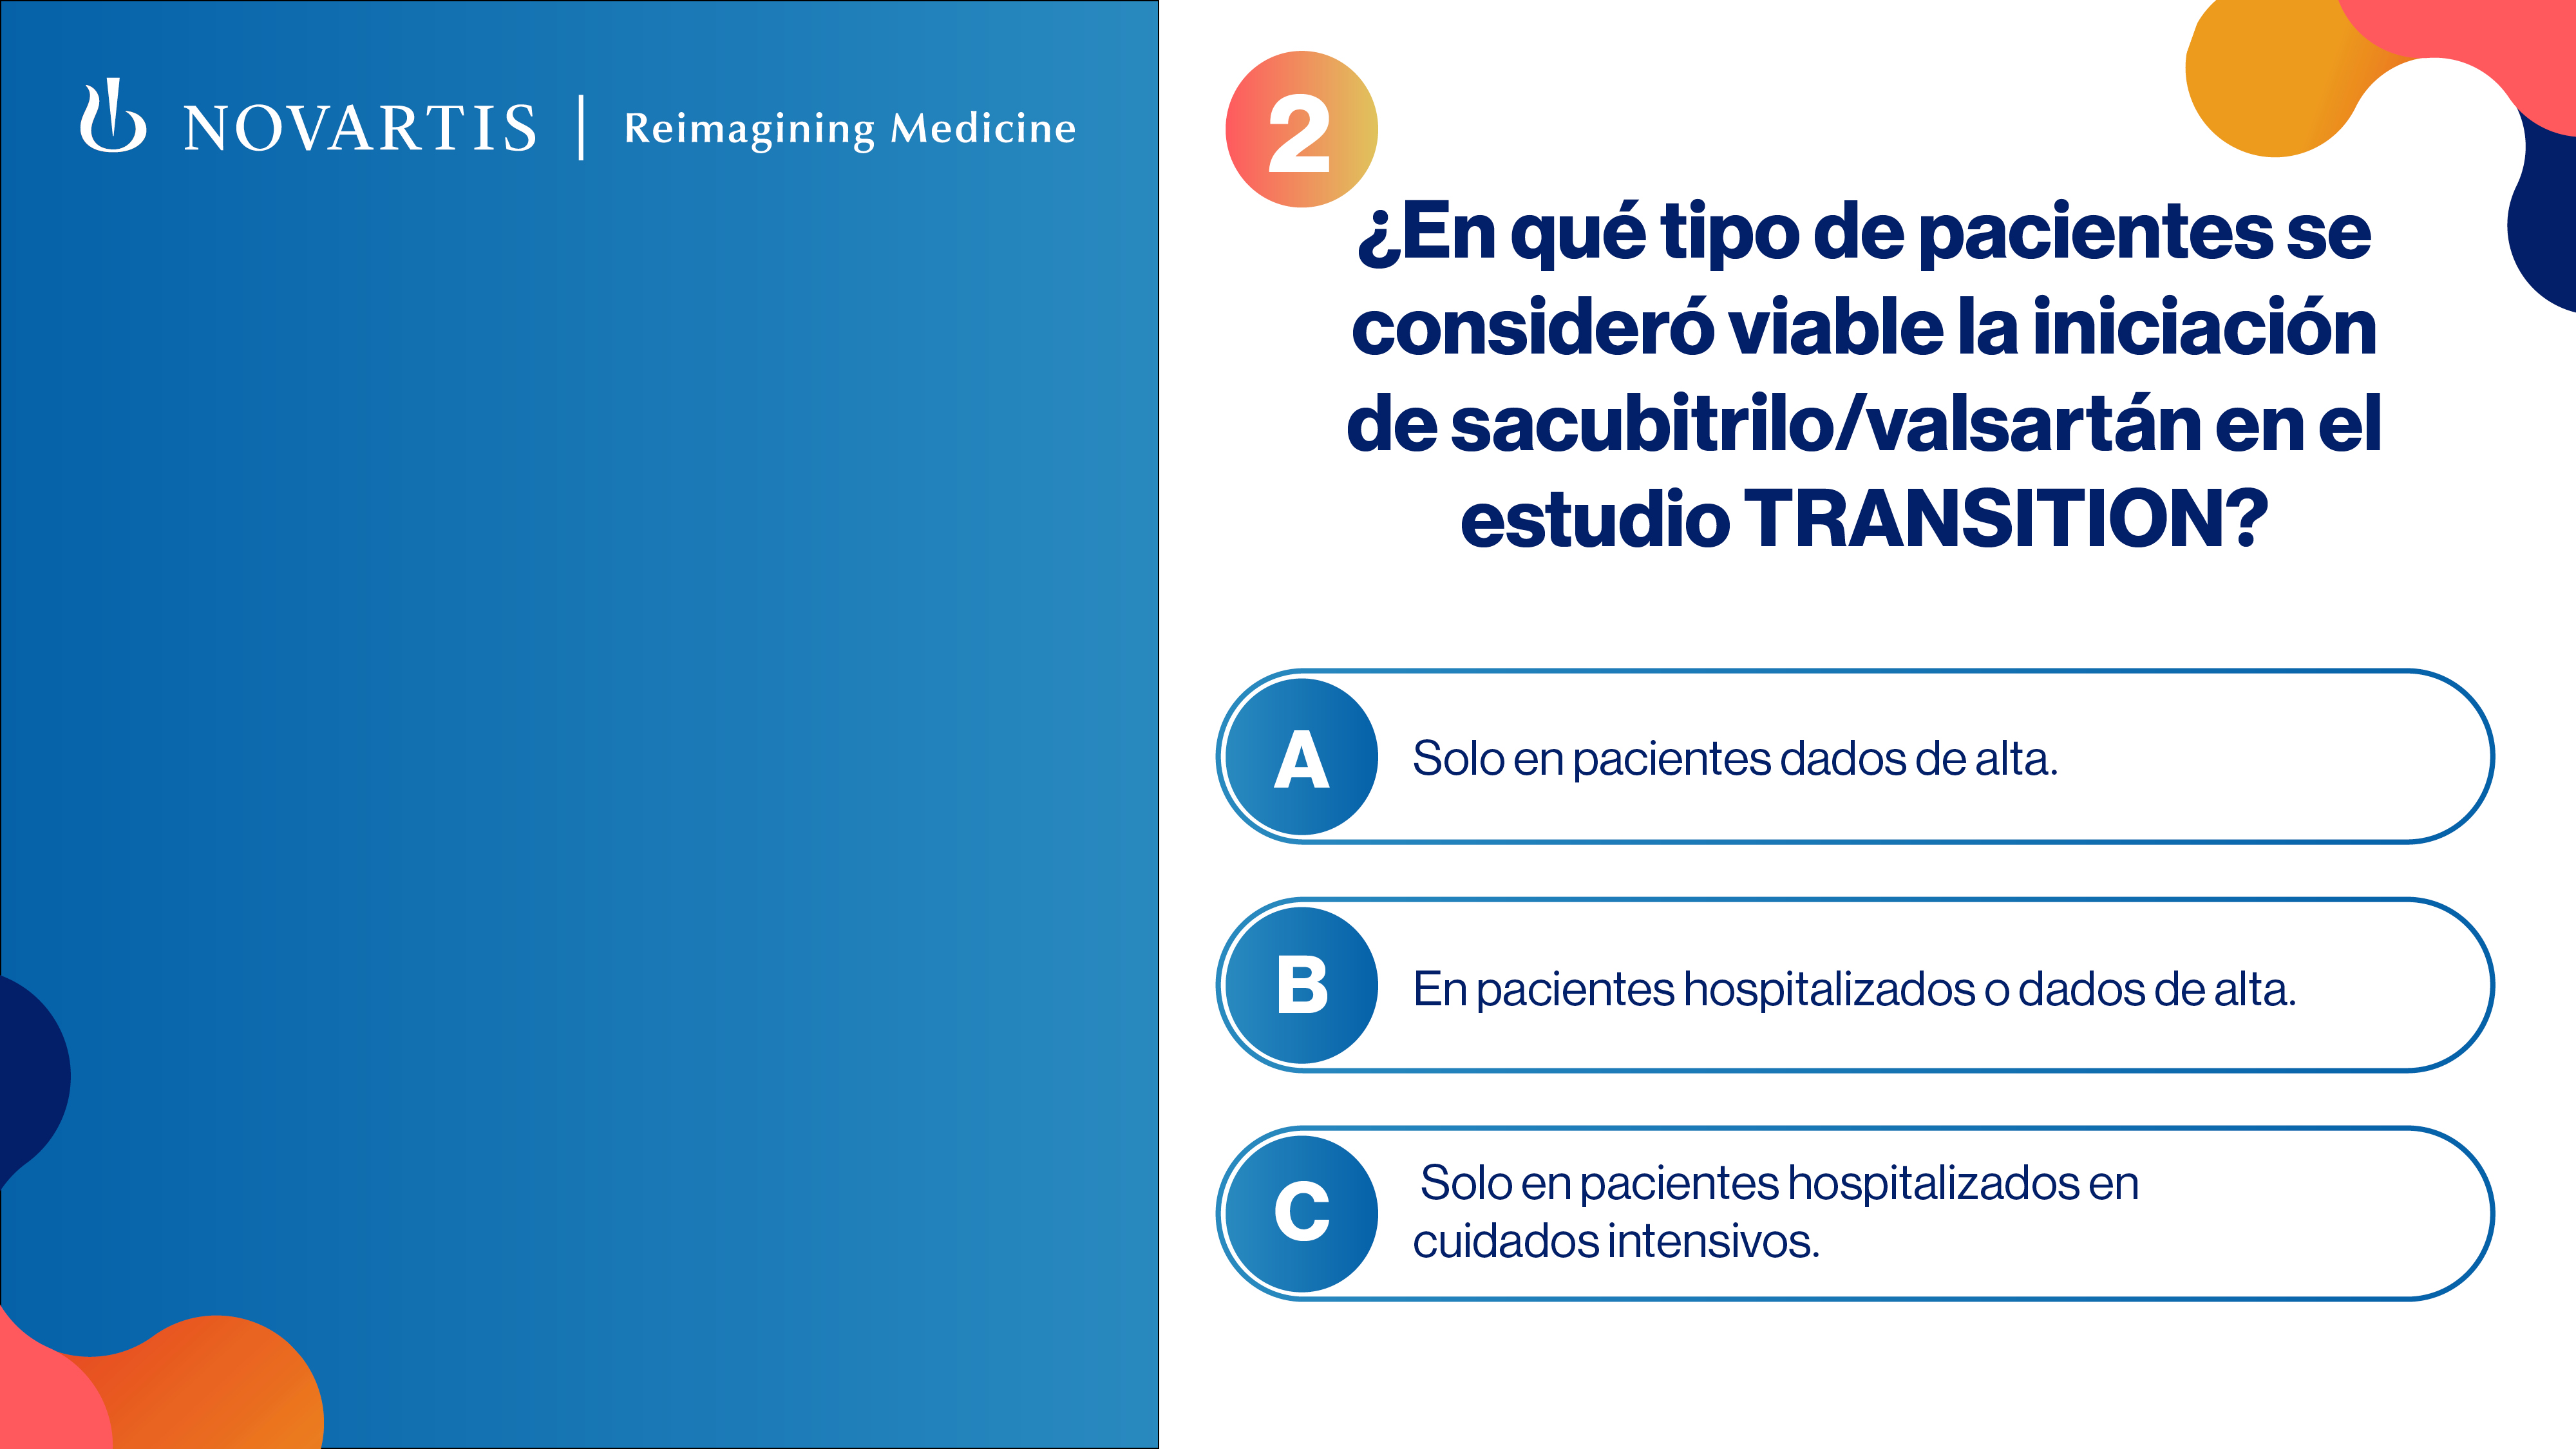 NOVARTIS | Reimagining Medicine
2
¿En qué tipo de pacientes se
consideró viable la iniciación
de sacubitrilo/valsartán en el
estudio TRANSITION?
A
Solo en pacientes dados de alta.
B
En pacientes hospitalizados o dados de alta.
C
Solo en pacientes hospitalizados en
cuidados intensivos.